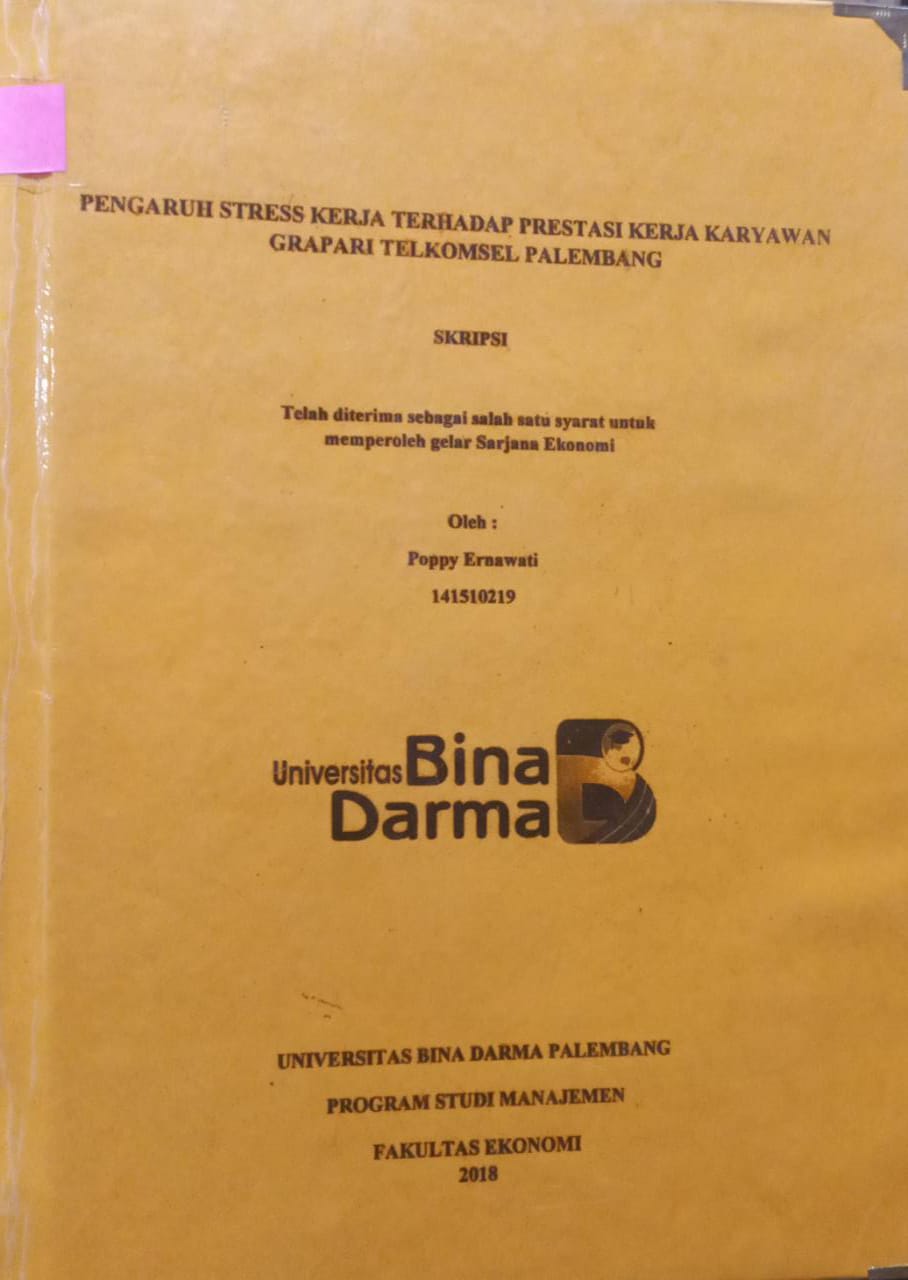 PENGARUH STRESS KERJA TERHADAP PRESTASI KERJA KARYAWAN
GRAPARI TELKOMSEL PALEMBANG
SKRIPSI
Telah diterima sebagai salah satu syarat untuk
memperoleh gelar Sarjana Ekonomi
Oleh :
Poppy Ernawati
141510219
Universitas Bina
Darma
UNIVERSITAS BINA DARMA PALEMBANG
PROGRAM STUDI MANAJEMEN
FAKULTAS EKONOMI
2018